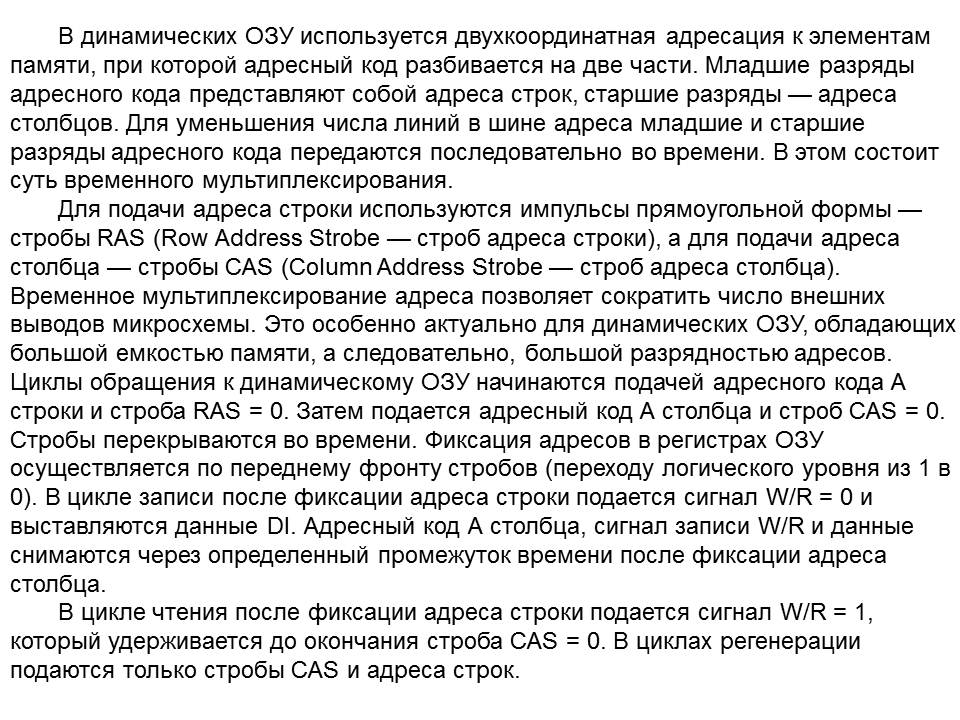 В динамических ОЗУ используется двухкоординатная адресация к элементам
памяти, при которой адресный код разбивается на две части. Младшие разряды
адресного кода представляют собой адреса строк, старшие разряды — адреса
столбцов. Для уменьшения числа линий в шине адреса младшие и старшие
разряды адресного кода передаются последовательно во времени. В этом состоит
суть временного мультиплексирования.
Для подачи адреса строки используются импульсы прямоугольной формы —
стробы RAS (Row Address Strobe — строб адреса строки), а для подачи адреса
столбца — стробы CAS (Column Address Strobe — строб адреса столбца).
Временное мультиплексирование адреса позволяет сократить число внешних
выводов микросхемы. Это особенно актуально для динамических ОЗУ, обладающих
большой емкостью памяти, а следовательно, большой разрядностью адресов.
Циклы обращения к динамическому ОЗУ начинаются подачей адресного кода А
строки и строба RAS = 0. Затем подается адресный код А столбца и строб CAS = 0.
Стробы перекрываются во времени. Фиксация адресов в регистрах ОЗУ
осуществляется по переднему фронту стробов (переходу логического уровня из 1 в
0). В цикле записи после фиксации адреса строки подается сигнал W/R = 0 и
выставляются данные DI. Адресный код А столбца, сигнал записи W/R и данные
снимаются через определенный промежуток времени после фиксации адреса
столбца.
В цикле чтения после фиксации адреса строки подается сигнал W/R = 1,
который удерживается до окончания строба CAS = 0. В циклах регенерации
подаются только стробы CAS и адреса строк.